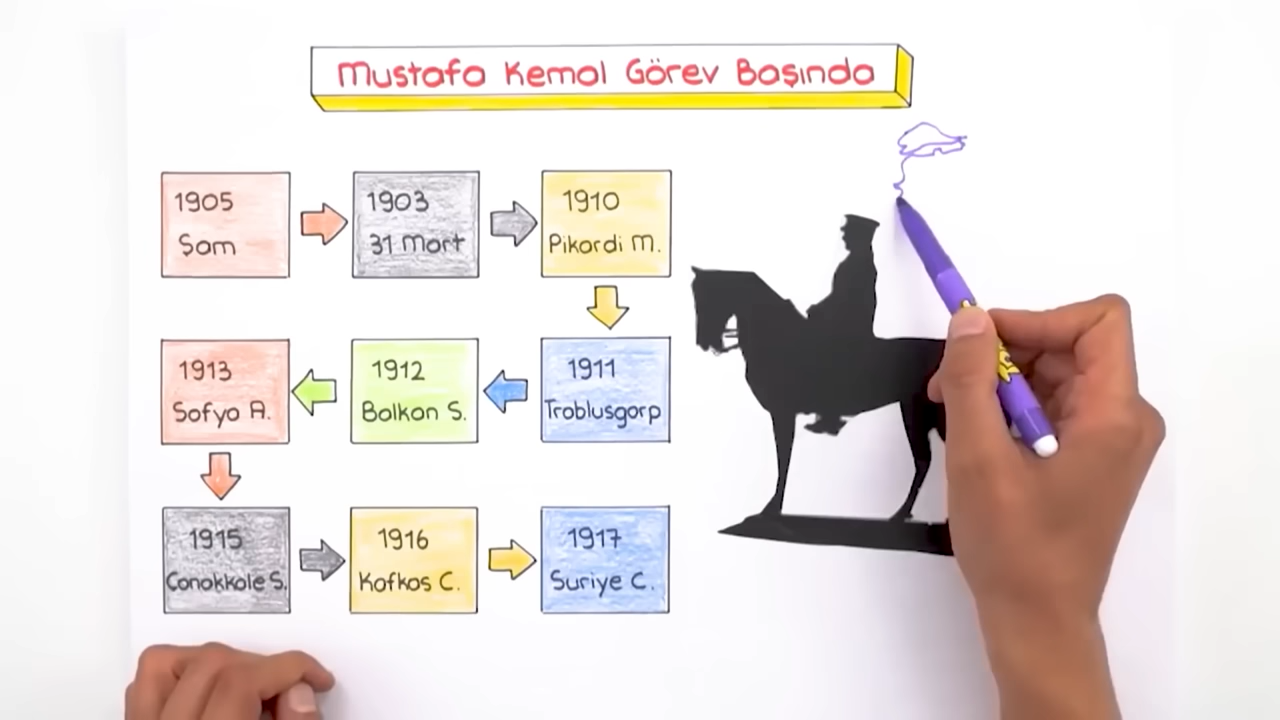 Mustafa Kemal Görev Başında
1905
Şam
1903
31 Mart
1910
Pikardi M.
1911
Trablusgarp
1912
Balkan S.
1913
Sofya A.
1915
Çanakkale S.
1916
Kafkas C.
1917
Suriye C.